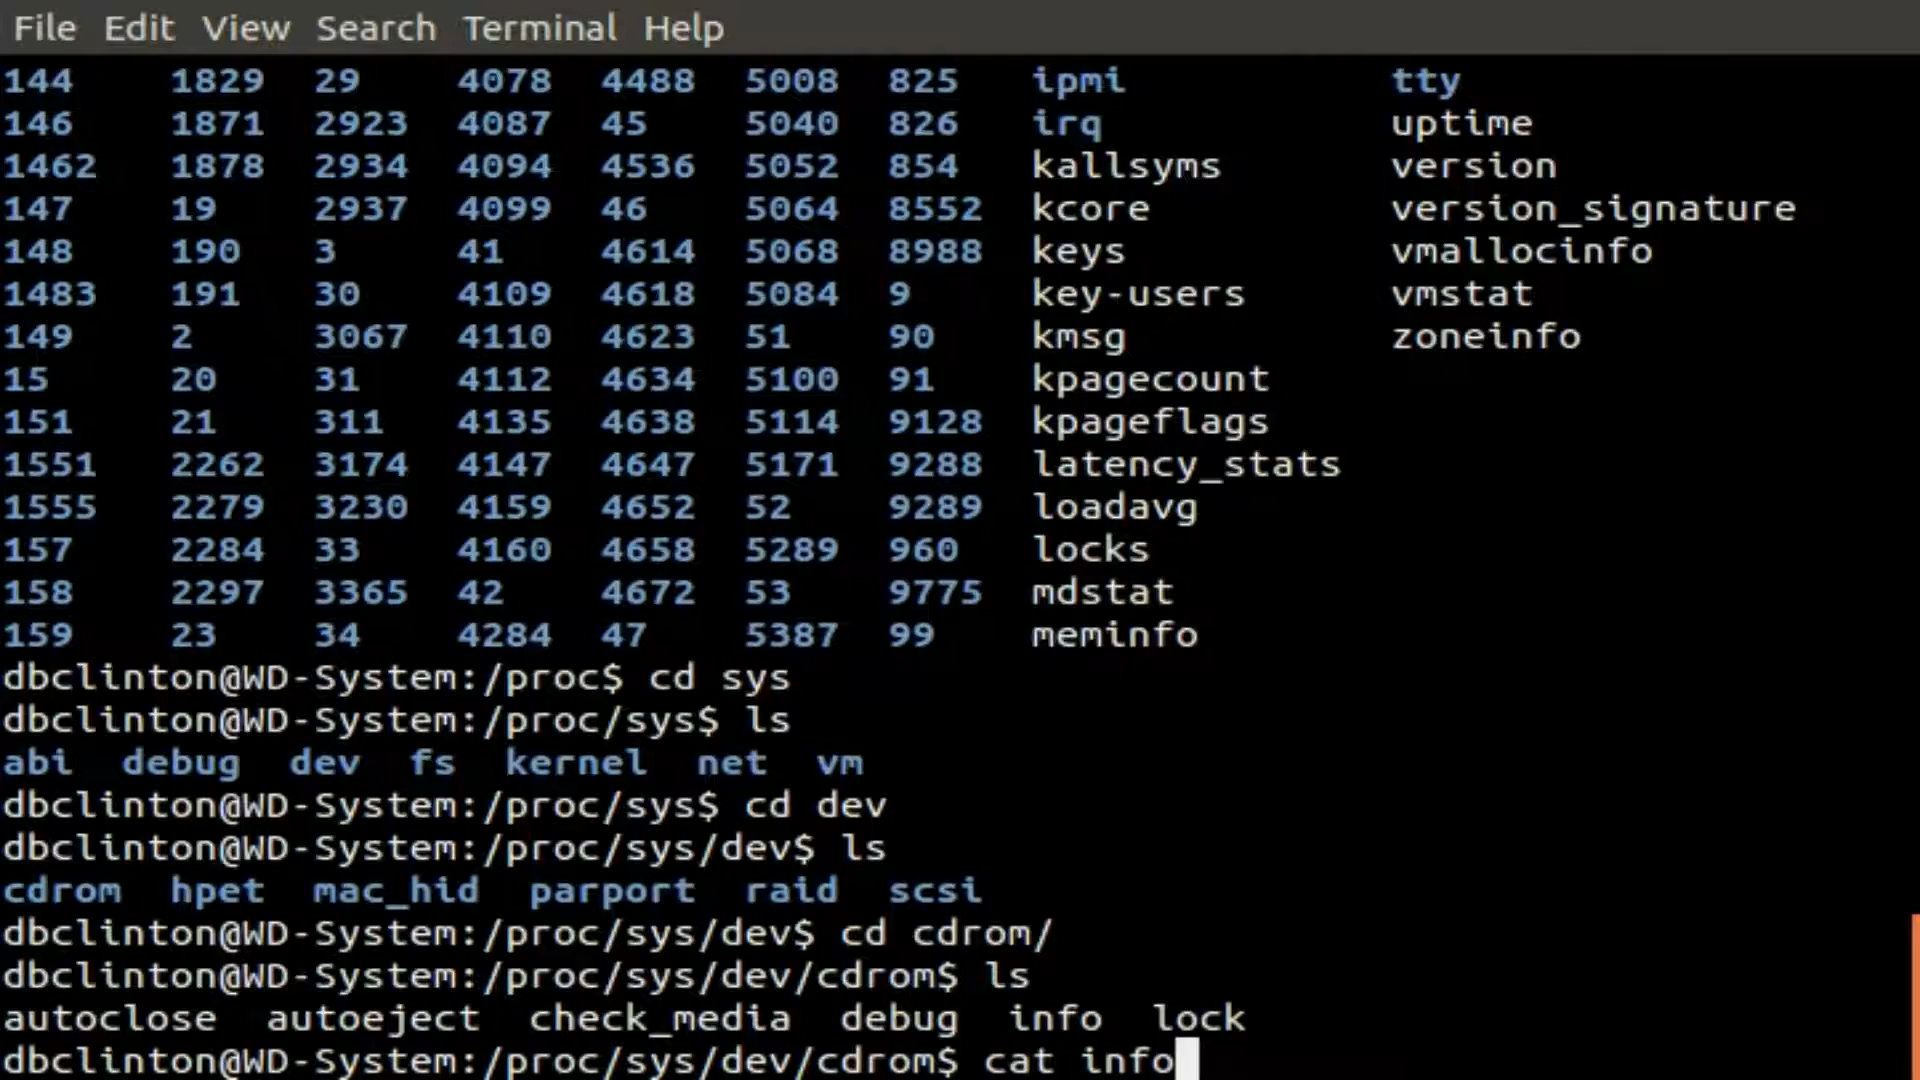 File Edit View Search Terminal Help
144 1829 29 4078 4488 5008 825 ipmi tty
146 1871 2923 4087 45 5040 826 irq uptime
1462 1878 2934 4094 4536 5052 854 kallsyms version
147 19 2937 4099 46 5064 8552 kcore version_signature
148 190 3 41 4614 5068 8988 keys vmallocinfo
1483 191 30 4109 4618 5084 9 key-users vmstat
149 2 3067 4110 4623 51 90 kmsg zoneinfo
15 20 31 4112 4634 5100 91 kpagecount
151 21 311 4135 4638 5114 9128 kpageflags
1551 2262 3174 4147 4647 5171 9288 latency_stats
1555 2279 3230 4159 4652 52 9289 loadavg
157 2284 33 4160 4658 5289 960 locks
158 2297 3365 42 4672 53 9775 mdstat
159 23 34 4284 47 5387 99 meminfo
dbclinton@WD-System:/proc$ cd sys
dbclinton@WD-System:/proc/sys$ ls
abi debug dev fs kernel net vm
dbclinton@WD-System:/proc/sys$ cd dev
dbclinton@WD-System:/proc/sys/dev$ ls
cdrom hpet mac_hid parport raid scsi
dbclinton@WD-System:/proc/sys/dev$ cd cdrom/
dbclinton@WD-System:/proc/sys/dev/cdrom$ ls
autoclose autoeject check_media debug info lock
dbclinton@WD-System:/proc/sys/dev/cdrom$ cat info